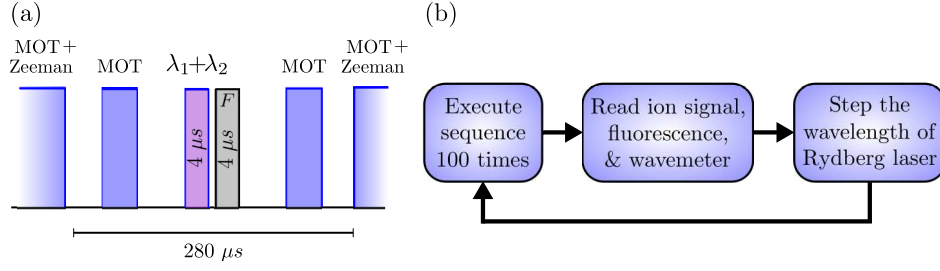 (a)
MOT+
Zeeman
MOT
λ₁+λ₂
MOT
MOT+
Zeeman
4 μs
F
4 μs
280 μs
(b)
Execute
sequence
100 times
Read ion signal,
fluorescence,
& wavemeter
Step the
wavelength of
Rydberg laser